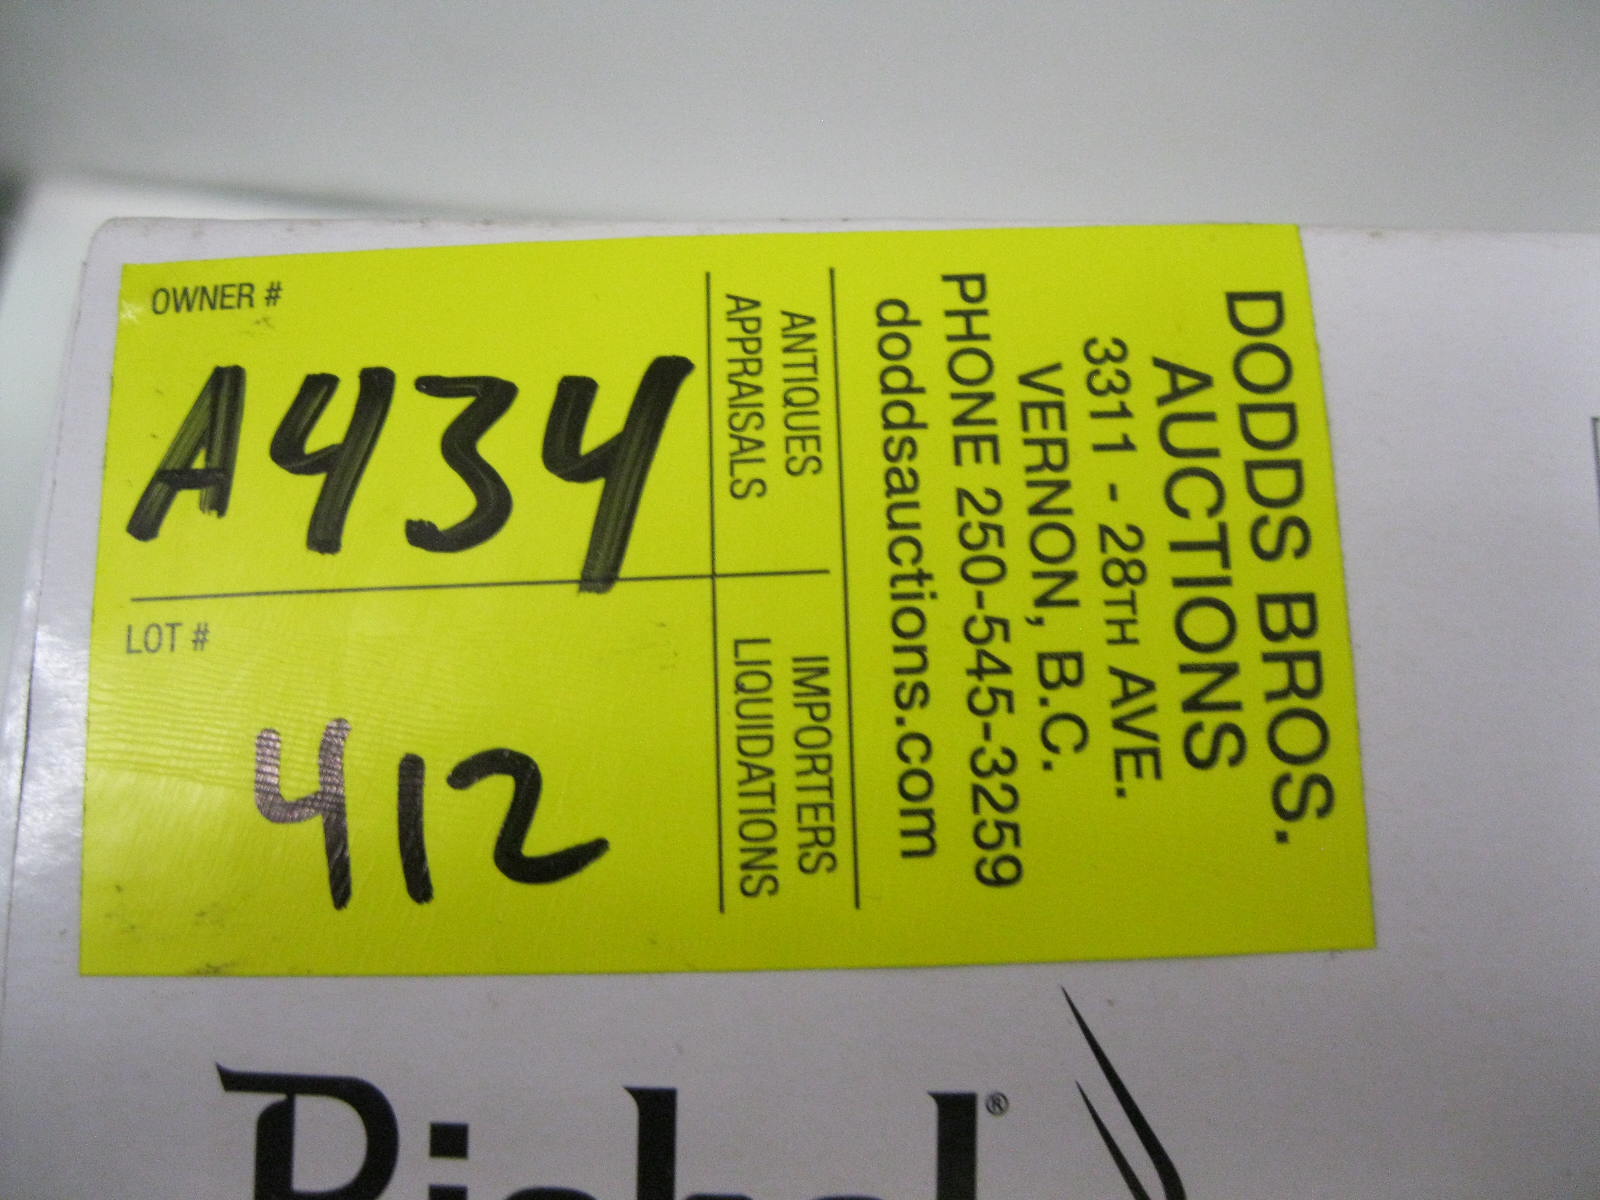 DODDS BROS.
AUCTIONS
3311 - 28TH AVE.
VERNON, B.C.
PHONE 250-545-3259
doddsauctions.com
ANTIQUES
APPRAISALS
IMPORTERS
LIQUIDATIONS
OWNER #
A434
LOT #
412